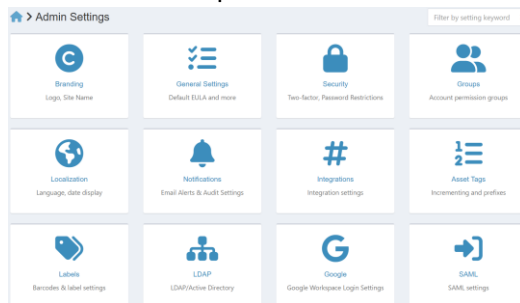 > Admin Settings
Filter by setting keyword
Branding
Logo, Site Name
General Settings
Default EULA and more
Security
Two-factor, Password Restrictions
Groups
Account permission groups
Localization
Language, date display
Notifications
Email Alerts & Audit Settings
Integrations
Integration settings
Asset Tags
Incrementing and prefixes
Labels
Barcodes & label settings
LDAP
LDAP/Active Directory
Google
Google Workspace Login Settings
SAML
SAML settings